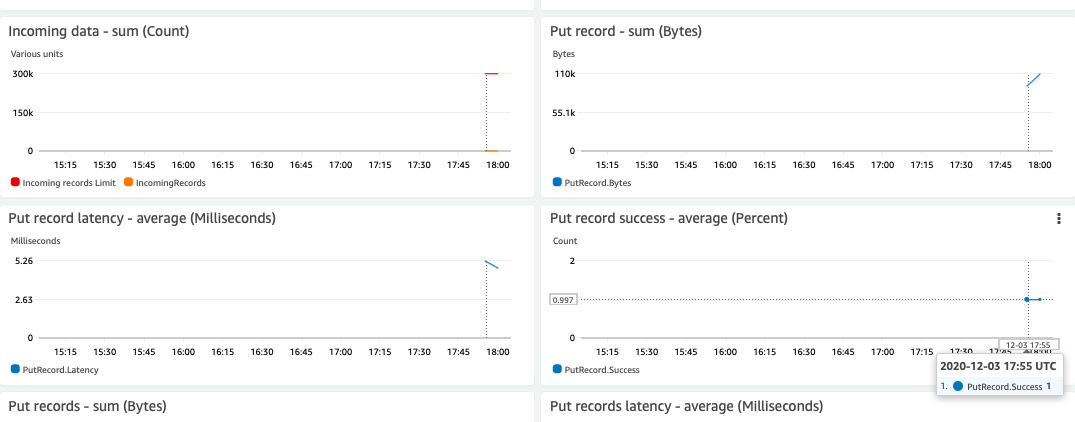 Incoming data - sum (Count)
Various units
300k
150k
0
15:15 15:30 15:45 16:00 16:15 16:30 16:45 17:00 17:15 17:30 17:45 18:00
Incoming records Limit IncomingRecords
Put record - sum (Bytes)
Bytes
110k
55.1k
0
15:15 15:30 15:45 16:00 16:15 16:30 16:45 17:00 17:15 17:30 17:45 18:00
PutRecord.Bytes
Put record latency - average (Milliseconds)
Milliseconds
5.26
2.63
0
15:15 15:30 15:45 16:00 16:15 16:30 16:45 17:00 17:15 17:30 17:45 18:00
PutRecord.Latency
Put record success - average (Percent)
Count
2
0.997
0
12-03 17:55
15:15 15:30 15:45 16:00 16:15 16:30 16:45 17:00 17:15 17:30 17:45 18:00
PutRecord.Success
2020-12-03 17:55 UTC
1. PutRecord.Success 1
Put records - sum (Bytes)
Put records latency - average (Milliseconds)